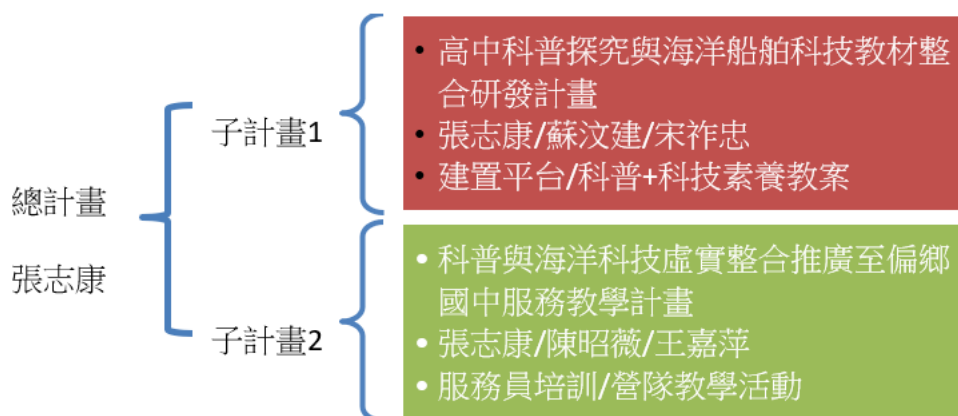 總計畫
張志康
子計畫1
• 高中科普探究與海洋船舶科技教材整
合研發計畫
• 張志康/蘇汶建/宋祚忠
• 建置平台/科普+科技素養教案
子計畫2
• 科普與海洋科技虛實整合推廣至偏鄉
國中服務教學計畫
• 張志康/陳昭薇/王嘉萍
• 服務員培訓/營隊教學活動